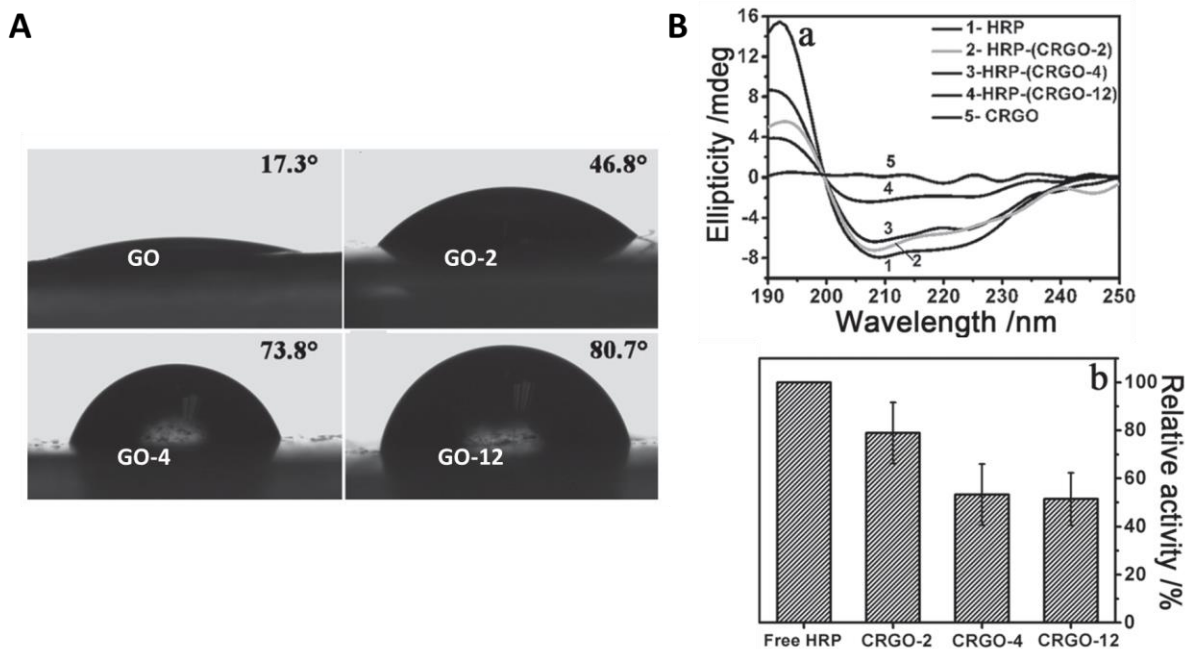 A
17.3°
46.8°
GO
GO-2
73.8°
80.7°
GO-4
GO-12
B
a
1- HRP
2- HRP-(CRGO-2)
3-HRP-(CRGO-4)
4-HRP-(CRGO-12)
5- CRGO
Ellipticity /mdeg
16
12
8
4
0
-4
-8
5
4
3
2
1
190 200 210 220 230 240 250
Wavelength /nm
b
Relative activity /%
100
80
60
40
20
0
Free HRP CRGO-2 CRGO-4 CRGO-12